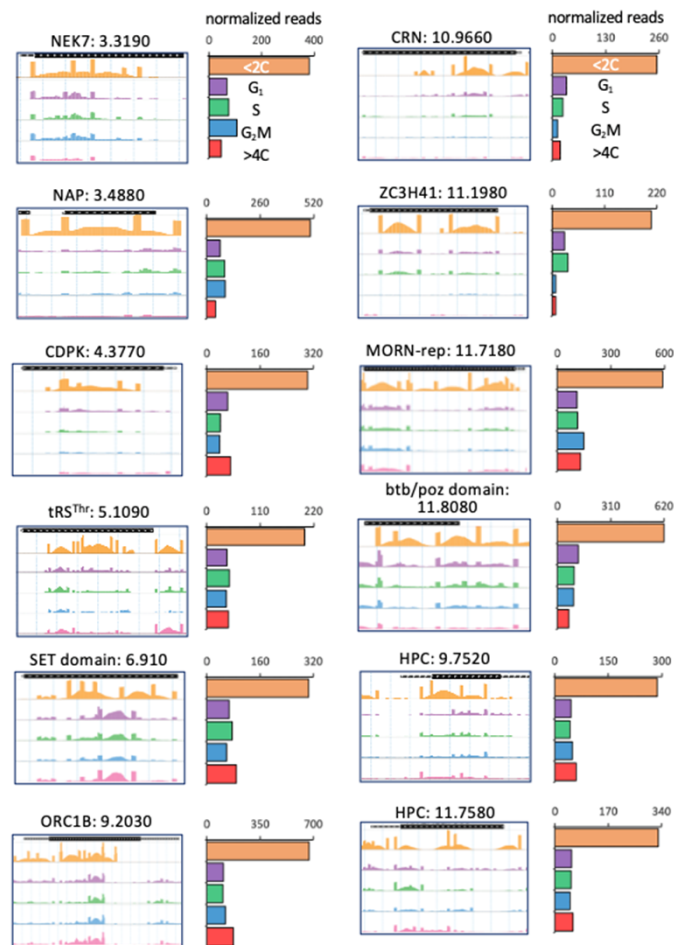 normalized reads
NEK7: 3.3190
0 200 400
<2C
G₁
S
G₂M
>4C
normalized reads
CRN: 10.9660
0 130 260
<2C
G₁
S
G₂M
>4C
NAP: 3.4880
0 260 520
ZC3H41: 11.1980
0 110 220
CDPK: 4.3770
0 160 320
MORN-rep: 11.7180
0 300 600
tRSᵀʰʳ: 5.1090
0 110 220
btb/poz domain:
11.8080
0 310 620
SET domain: 6.910
0 160 320
HPC: 9.7520
0 150 300
ORC1B: 9.2030
0 350 700
HPC: 11.7580
0 170 340